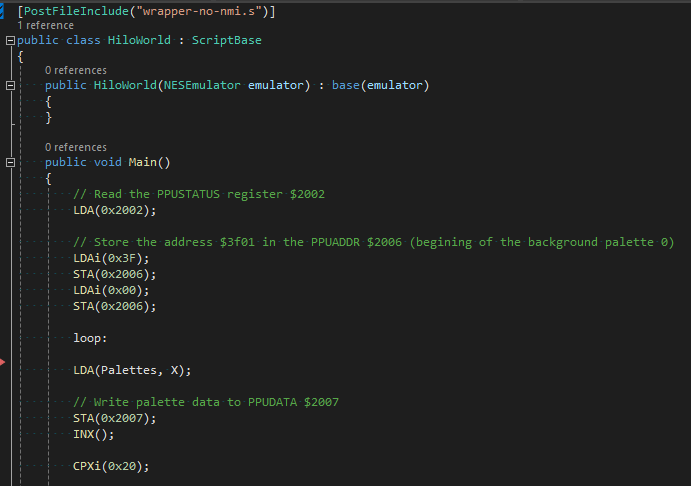 [PostFileInclude("wrapper-no-nmi.s")]
1 reference
public class HiloWorld : ScriptBase
{
0 references
public HiloWorld(NESEmulator emulator) : base(emulator)
{
}
0 references
public void Main()
{
// Read the PPUSTATUS register $2002
LDA(0x2002);
// Store the address $3f01 in the PPUADDR $2006 (begining of the background palette 0)
LDAi(0x3F);
STA(0x2006);
LDAi(0x00);
STA(0x2006);
loop:
LDA(Palettes, X);
// Write palette data to PPUDATA $2007
STA(0x2007);
INX();
CPXi(0x20);